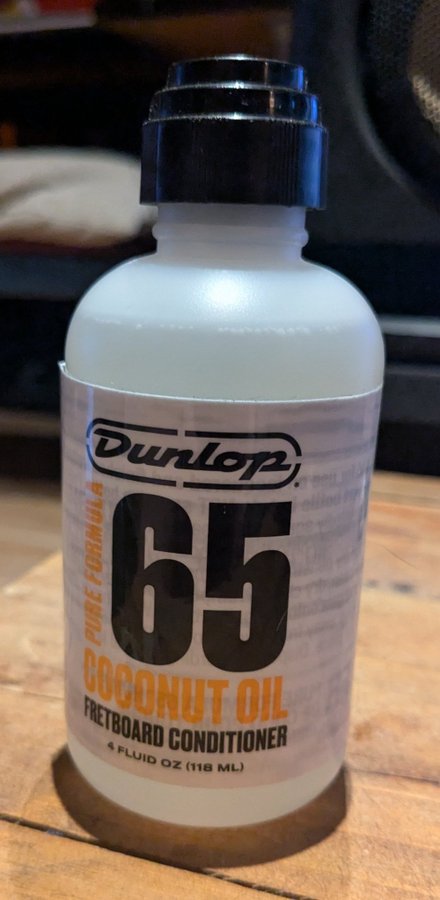 Dunlop
PURE FORMULA
65
COCONUT OIL
FRETBOARD CONDITIONER
4 FLUID OZ (118 ML)